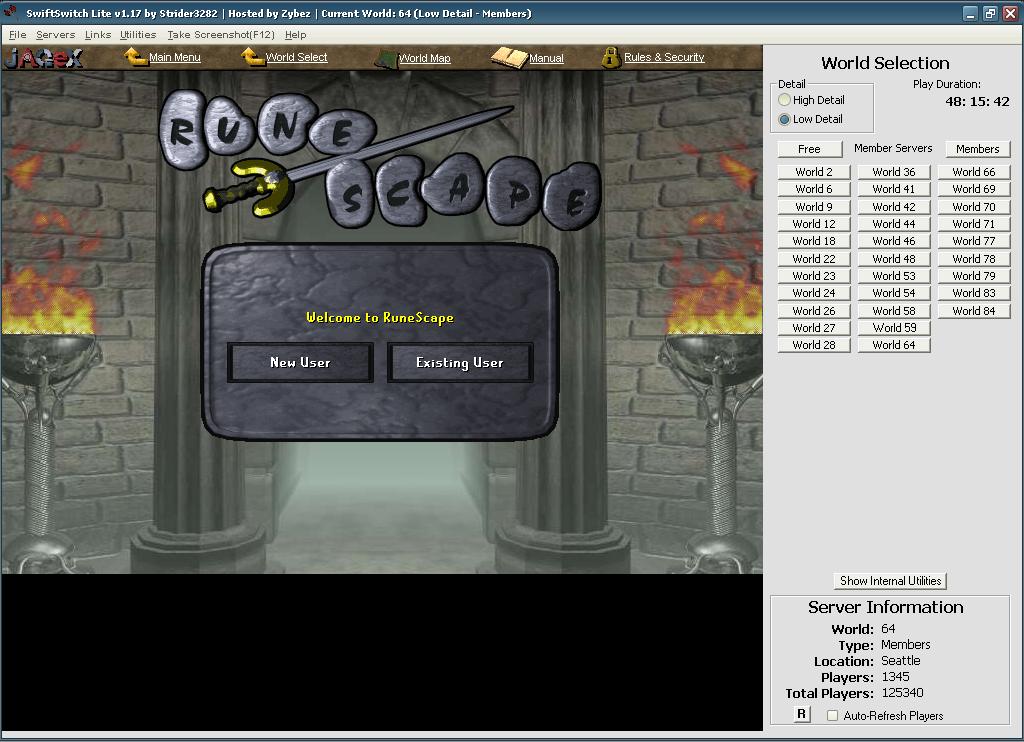 SwiftSwitch Lite v1.17 by Strider3282 | Hosted by Zybez | Current World: 64 (Low Detail - Members)
File Servers Links Utilities Take Screenshot(F12) Help
JAGeX Main Menu World Select World Map Manual Rules & Security
RUNE
SCAPE
Welcome to RuneScape
New User Existing User
World Selection
Detail
High Detail
Low Detail
Play Duration:
48: 15: 42
Free Member Servers Members
World 2 World 36 World 66
World 6 World 41 World 69
World 9 World 42 World 70
World 12 World 44 World 71
World 18 World 46 World 77
World 22 World 48 World 78
World 23 World 53 World 79
World 24 World 54 World 83
World 26 World 58 World 84
World 27 World 59
World 28 World 64
Show Internal Utilities
Server Information
World: 64
Type: Members
Location: Seattle
Players: 1345
Total Players: 125340
R Auto-Refresh Players